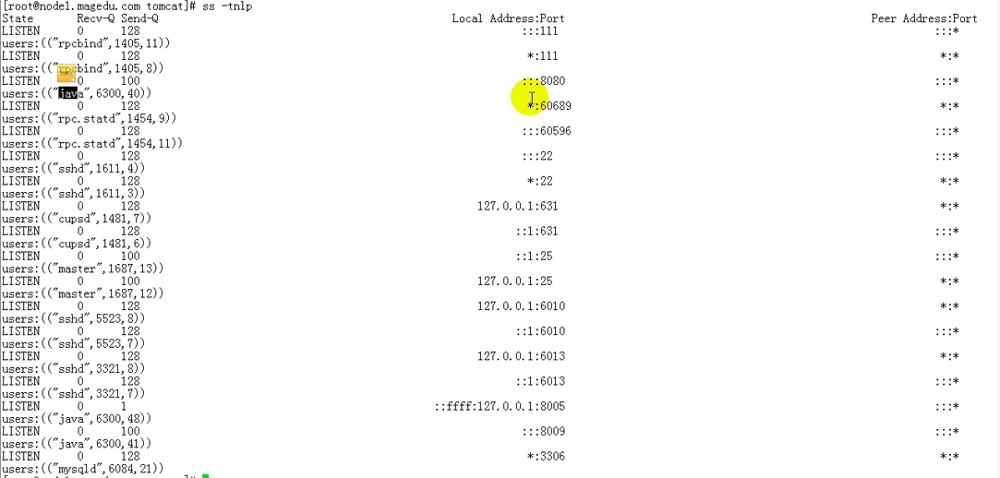 [root@node1.magedu.com tomcat]# ss -tnlp
State Recv-Q Send-Q Local Address:Port Peer Address:Port
LISTEN 0 128 :::111 :::*
users:(("rpcbind",1405,11))
LISTEN 0 128 *:111 *:*
users:(("rpcbind",1405,8))
LISTEN 0 100 :::8080 :::*
users:(("java",6300,40))
LISTEN 0 128 *:60689 *:*
users:(("rpc.statd",1454,9))
LISTEN 0 128 :::60596 :::*
users:(("rpc.statd",1454,11))
LISTEN 0 128 :::22 :::*
users:(("sshd",1611,4))
LISTEN 0 128 *:22 *:*
users:(("sshd",1611,3))
LISTEN 0 128 127.0.0.1:631 *:*
users:(("cupsd",1481,7))
LISTEN 0 128 ::1:631 :::*
users:(("cupsd",1481,6))
LISTEN 0 100 ::1:25 :::*
users:(("master",1687,13))
LISTEN 0 100 127.0.0.1:25 *:*
users:(("master",1687,12))
LISTEN 0 128 127.0.0.1:6010 *:*
users:(("sshd",5523,8))
LISTEN 0 128 ::1:6010 :::*
users:(("sshd",5523,7))
LISTEN 0 128 127.0.0.1:6013 *:*
users:(("sshd",3321,8))
LISTEN 0 128 ::1:6013 :::*
users:(("sshd",3321,7))
LISTEN 0 1 ::ffff:127.0.0.1:8005 :::*
users:(("java",6300,48))
LISTEN 0 100 :::8009 :::*
users:(("java",6300,41))
LISTEN 0 128 *:3306 *:*
users:(("mysqld",6084,21))